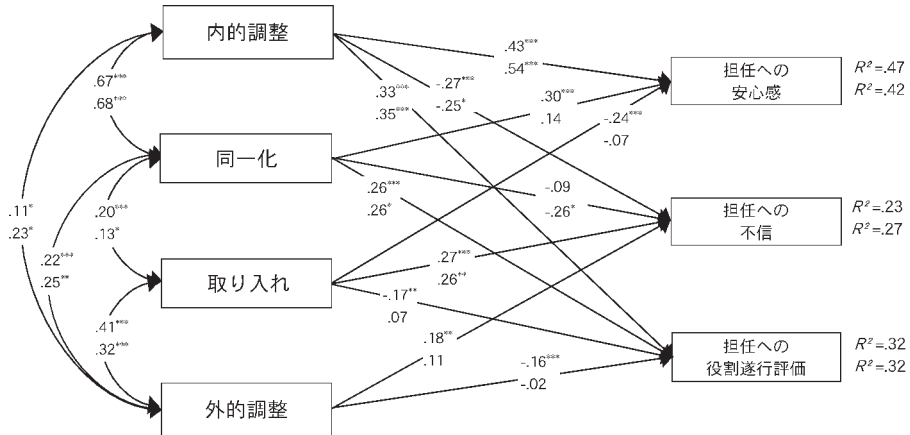 内的調整
.43***
.54***
担任への
安心感
R² =.47
R² =.42
.67***
.68***
.33***
.35***
-.27***
-.25*
.30***
.14
-.24***
-.07
同一化
.11*
.23*
.20***
.13*
.26***
.26*
-.09
-.26*
担任への
不信
R² =.23
R² =.27
.22***
.25**
取り入れ
.27***
.26**
-.17**
.07
.41***
.32***
.18**
.11
-.16***
-.02
担任への
役割遂行評価
R² =.32
R² =.32
外的調整